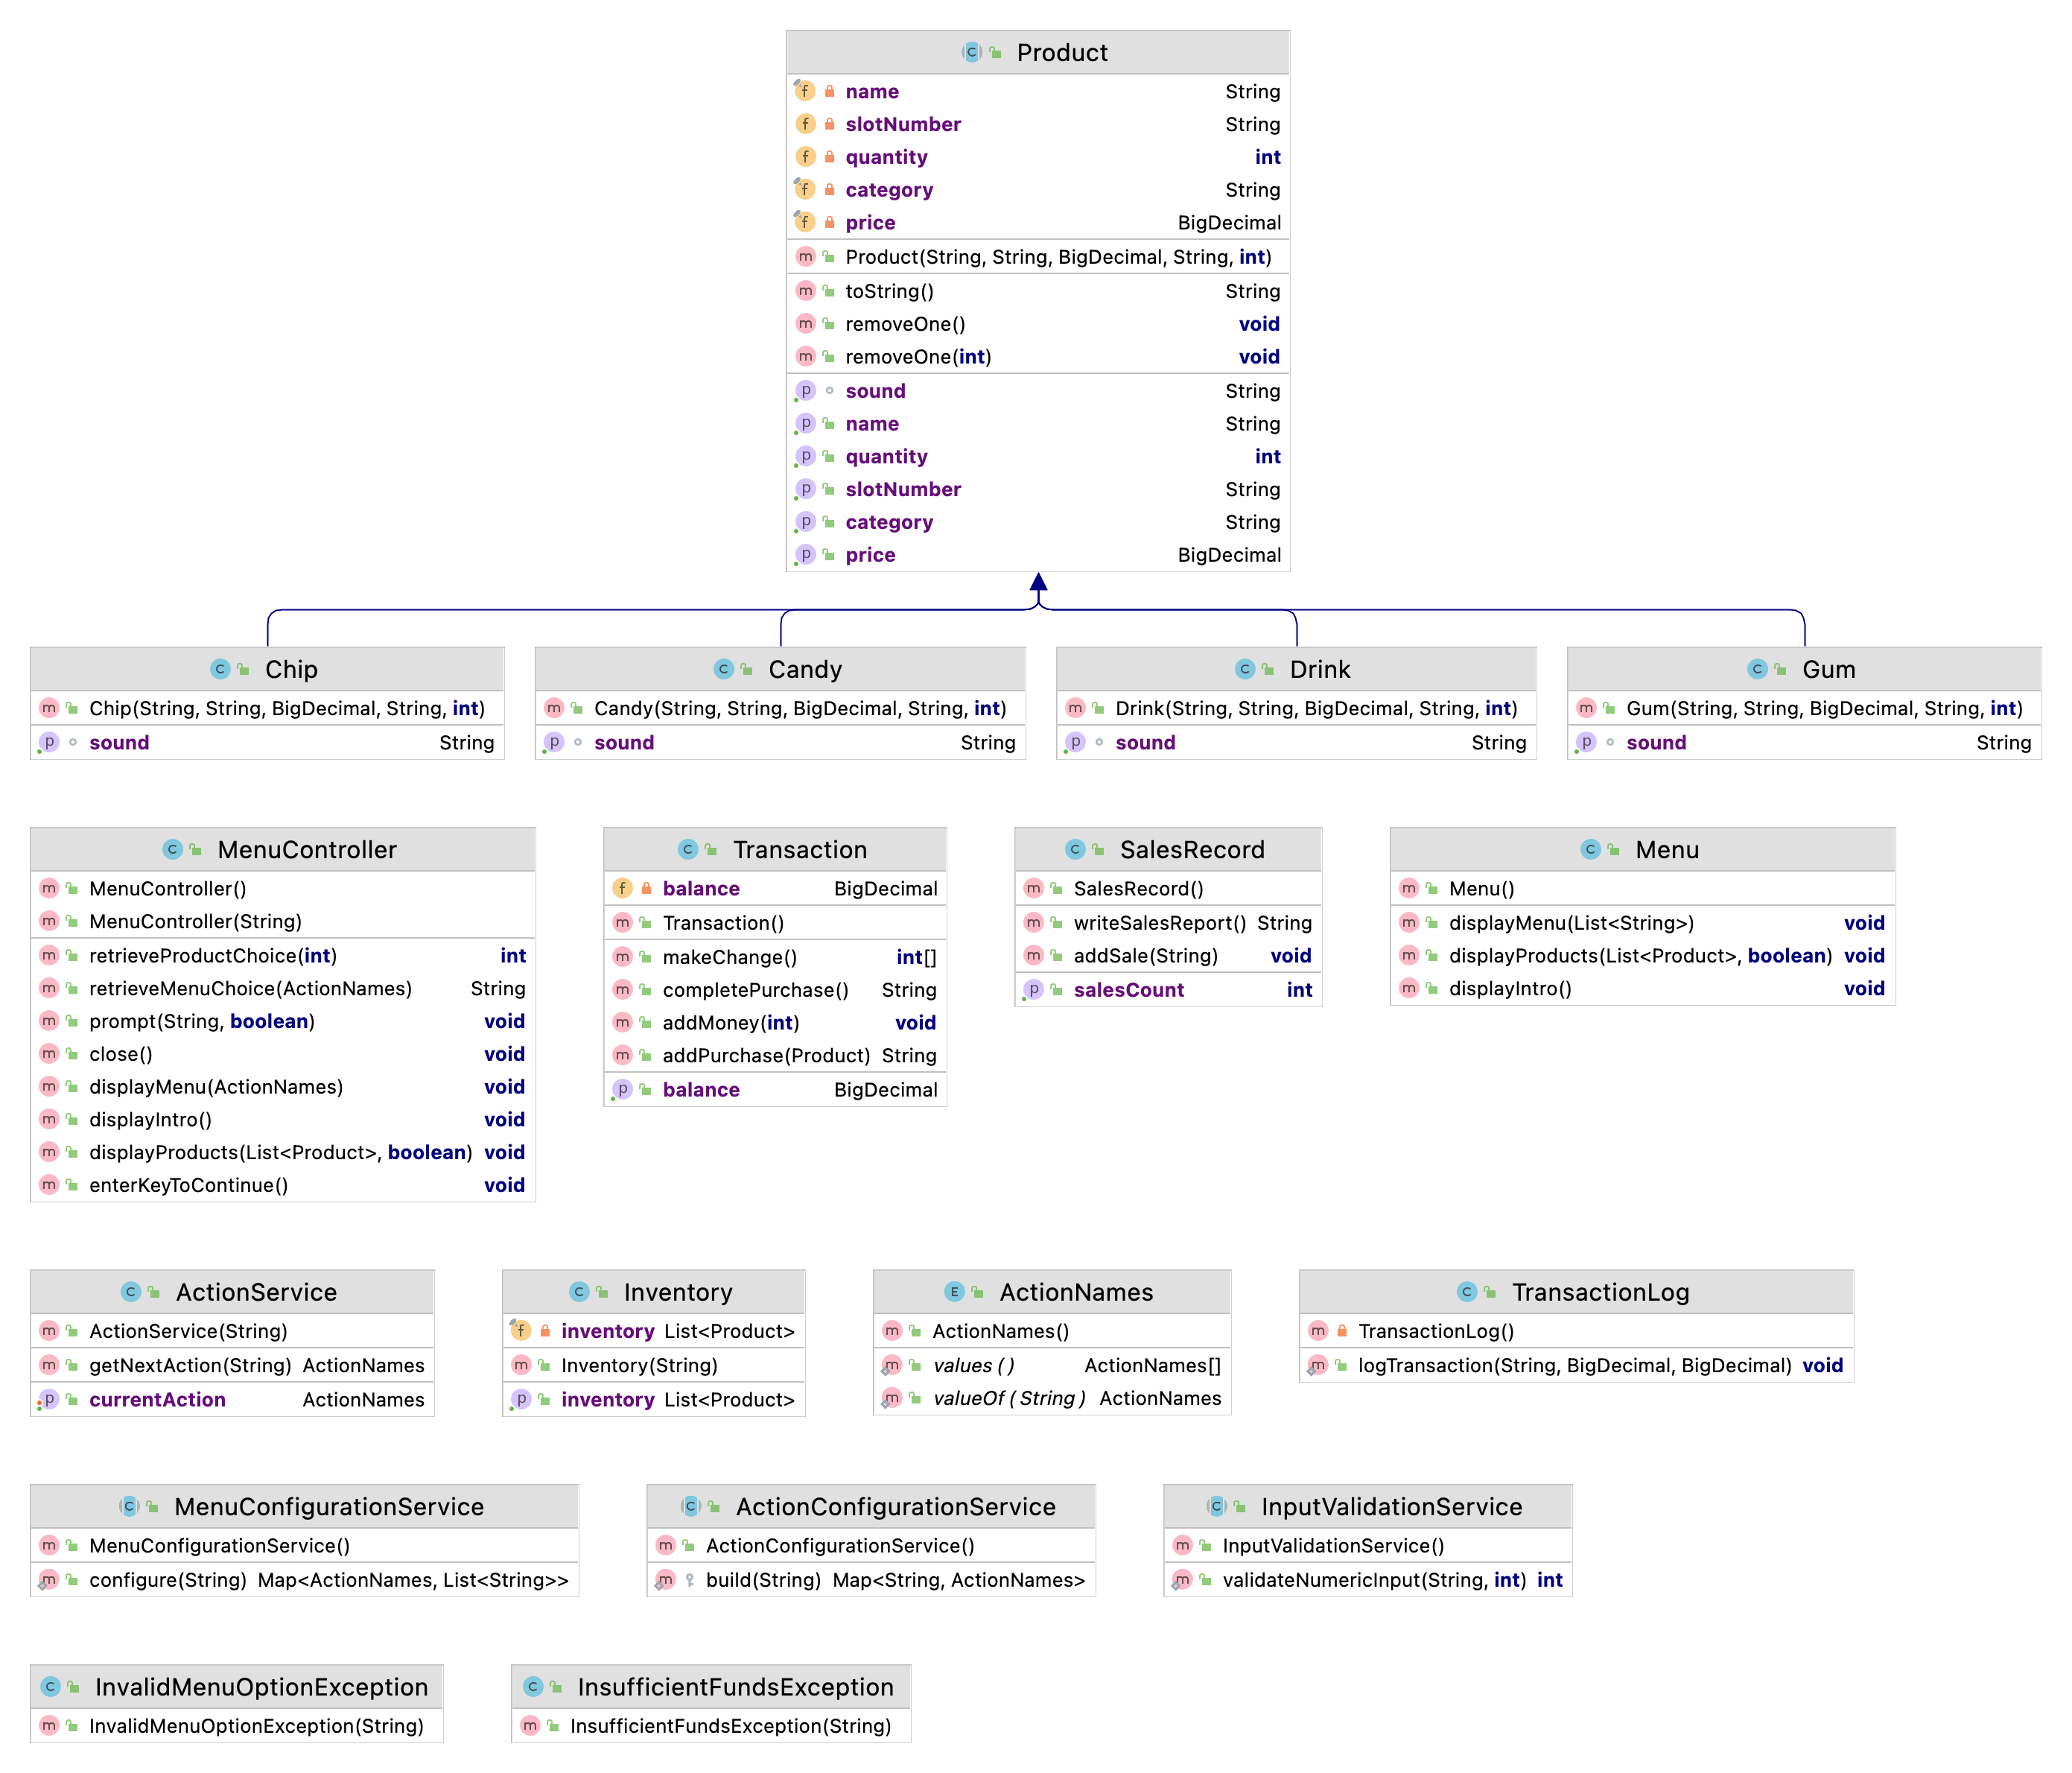 Product
name String
slotNumber String
quantity int
category String
price BigDecimal
Product(String, String, BigDecimal, String, int)
toString() String
removeOne() void
removeOne(int) void
sound String
name String
quantity int
slotNumber String
category String
price BigDecimal
Chip
Chip(String, String, BigDecimal, String, int)
sound String
Candy
Candy(String, String, BigDecimal, String, int)
sound String
Drink
Drink(String, String, BigDecimal, String, int)
sound String
Gum
Gum(String, String, BigDecimal, String, int)
sound String
MenuController
MenuController()
MenuController(String)
retrieveProductChoice(int) int
retrieveMenuChoice(ActionNames) String
prompt(String, boolean) void
close() void
displayMenu(ActionNames) void
displayIntro() void
displayProducts(List<Product>, boolean) void
enterKeyToContinue() void
Transaction
balance BigDecimal
Transaction()
makeChange() int[]
completePurchase() String
addMoney(int) void
addPurchase(Product) String
balance BigDecimal
SalesRecord
SalesRecord()
writeSalesReport() String
addSale(String) void
salesCount int
Menu
Menu()
displayMenu(List<String>) void
displayProducts(List<Product>, boolean) void
displayIntro() void
ActionService
ActionService(String)
getNextAction(String) ActionNames
currentAction ActionNames
Inventory
inventory List<Product>
Inventory(String)
inventory List<Product>
ActionNames
ActionNames()
values() ActionNames[]
valueOf(String) ActionNames
TransactionLog
TransactionLog()
logTransaction(String, BigDecimal, BigDecimal) void
MenuConfigurationService
MenuConfigurationService()
configure(String) Map<ActionNames, List<String>>
ActionConfigurationService
ActionConfigurationService()
build(String) Map<String, ActionNames>
InputValidationService
InputValidationService()
validateNumericInput(String, int) int
InvalidMenuOptionException
InvalidMenuOptionException(String)
InsufficientFundsException
InsufficientFundsException(String)